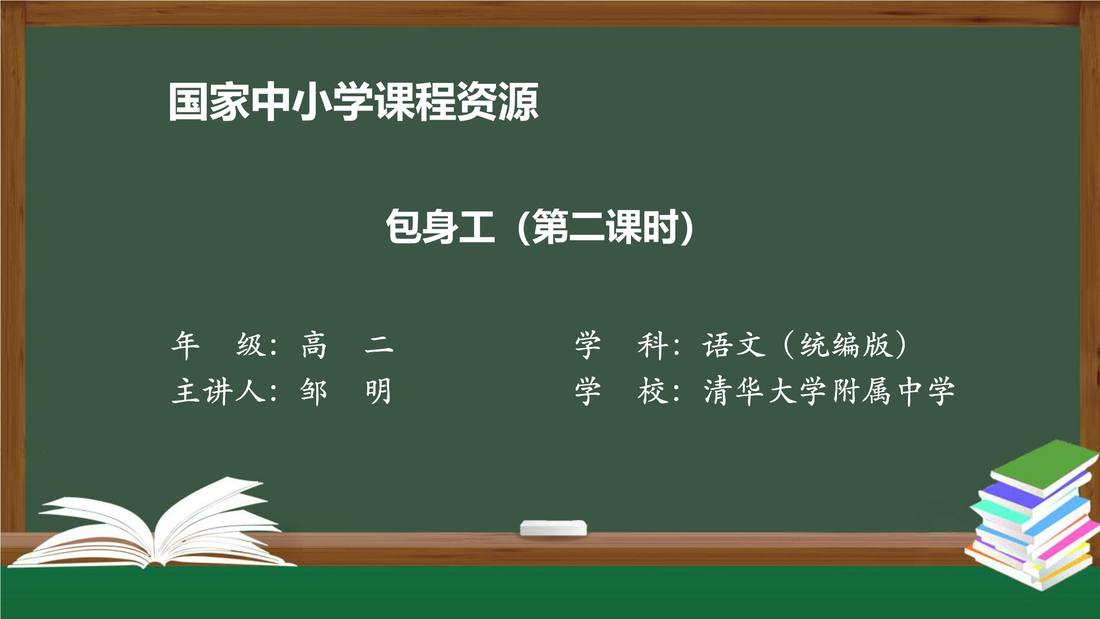 国家中小学课程资源
包身工（第二课时）
年 级：高 二 学 科：语文（统编版）
主讲人：邹 明 学 校：清华大学附属中学